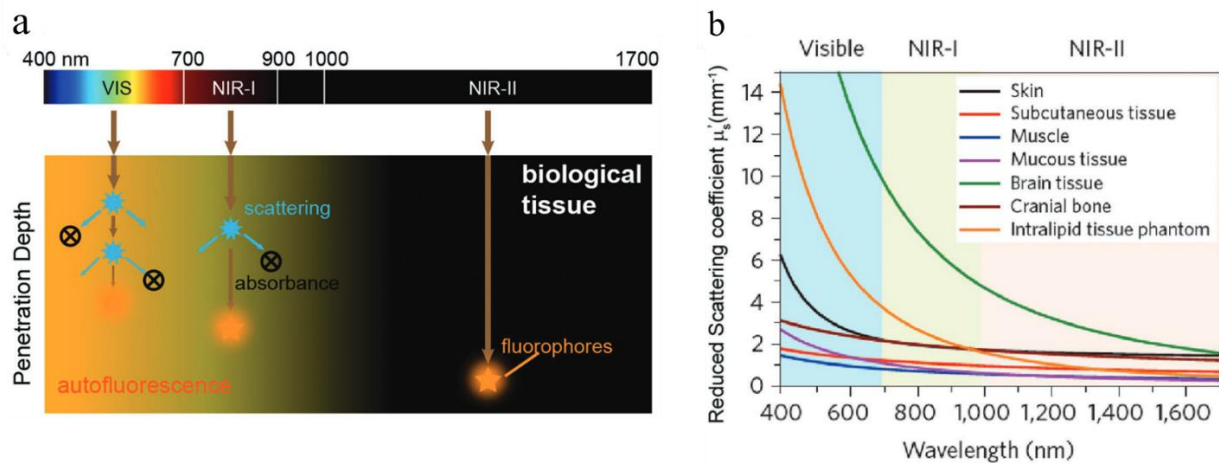 a
400 nm 700 900 1000 1700
VIS NIR-I NIR-II
biological
tissue
scattering
absorbance
fluorophores
autofluorescence
Penetration Depth
b
Visible NIR-I NIR-II
Skin
Subcutaneous tissue
Muscle
Mucous tissue
Brain tissue
Cranial bone
Intralipid tissue phantom
14
12
10
8
6
4
2
0
400 600 800 1,000 1,200 1,400 1,600
Reduced Scattering coefficient μ's(mm⁻¹)
Wavelength (nm)